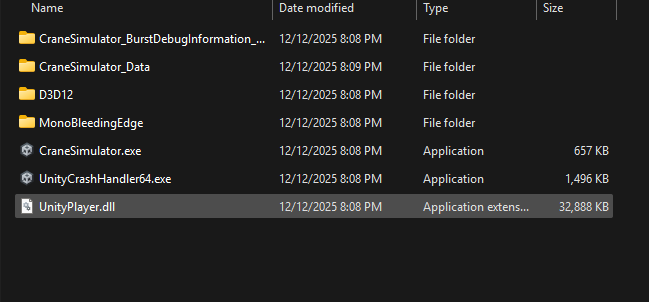 Name Date modified Type Size
CraneSimulator_BurstDebugInformation_... 12/12/2025 8:08 PM File folder
CraneSimulator_Data 12/12/2025 8:09 PM File folder
D3D12 12/12/2025 8:08 PM File folder
MonoBleedingEdge 12/12/2025 8:08 PM File folder
CraneSimulator.exe 12/12/2025 8:08 PM Application 657 KB
UnityCrashHandler64.exe 12/12/2025 8:08 PM Application 1,496 KB
UnityPlayer.dll 12/12/2025 8:08 PM Application extens... 32,888 KB